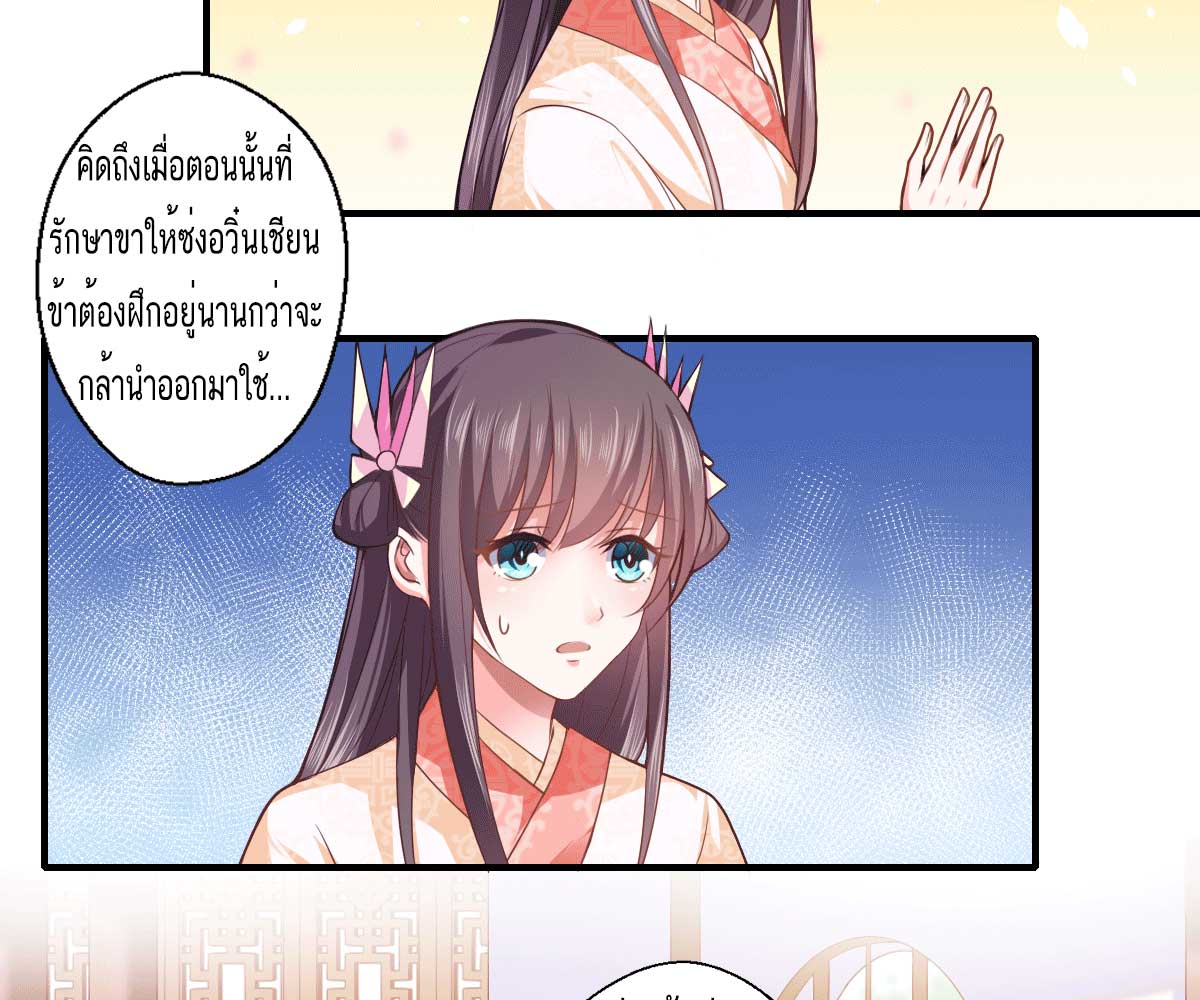 คิดถึงเมื่อตอนนั้นที่
รักษาขาให้ซ่งอวิ๋นเชียน
ข้าต้องฝึกอยู่นานกว่าจะ
กล้านำออกมาใช้...